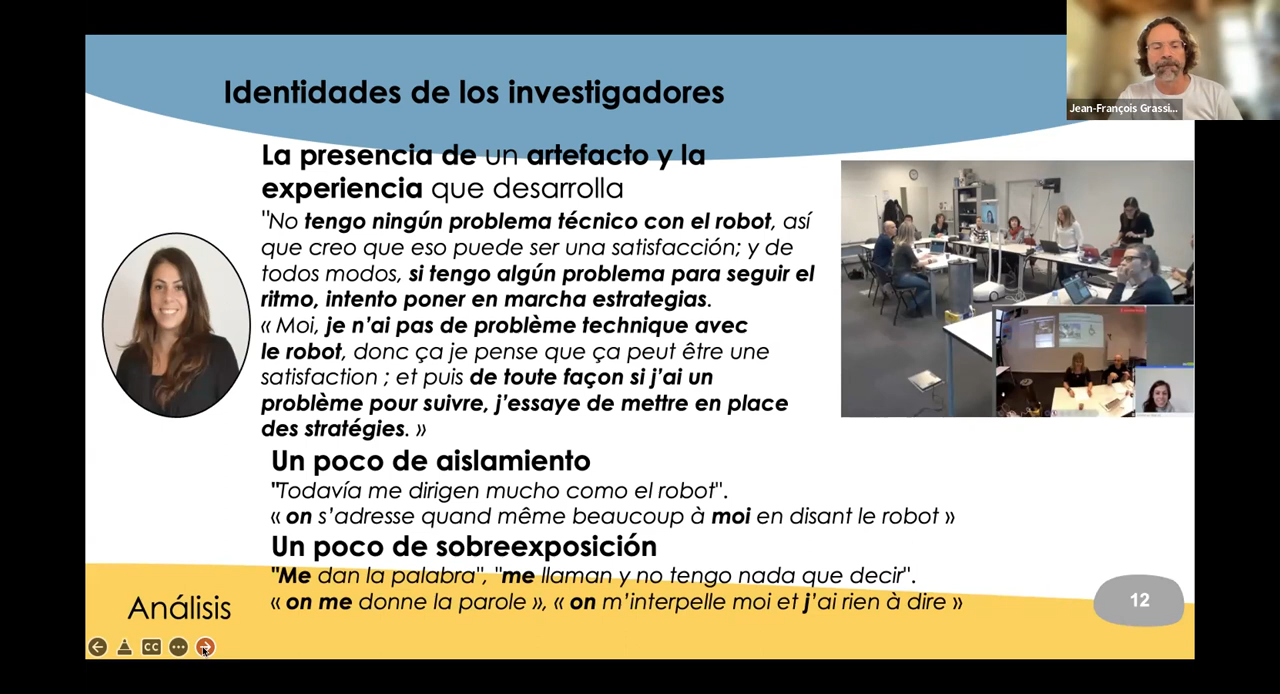 Jean-François Grassi...
Identidades de los investigadores
La presencia de un artefacto y la
experiencia que desarrolla
"No tengo ningún problema técnico con el robot, así
que creo que eso puede ser una satisfacción; y de
todos modos, si tengo algún problema para seguir el
ritmo, intento poner en marcha estrategias.
« Moi, je n’ai pas de problème technique avec
le robot, donc ça je pense que ça peut être une
satisfaction ; et puis de toute façon si j’ai un
problème pour suivre, j’essaye de mettre en place
des stratégies. »
Un poco de aislamiento
"Todavía me dirigen mucho como el robot".
« on s’adresse quand même beaucoup à moi en disant le robot »
Un poco de sobreexposición
"Me dan la palabra", "me llaman y no tengo nada que decir".
« on me donne la parole », « on m’interpelle moi et j’ai rien à dire »
Análisis
12
CC